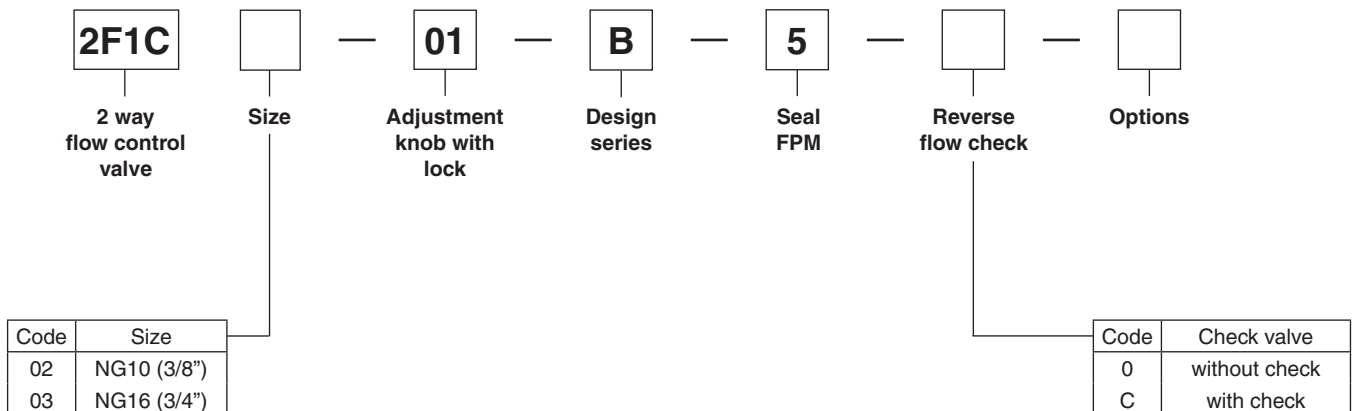 2F1C — 01 — B — 5 — —
2 way flow control valve
Size
Adjustment knob with lock
Design series
Seal FPM
Reverse flow check
Options
Code Size
02 NG10 (3/8”)
03 NG16 (3/4”)
Code Check valve
0 without check
C with check